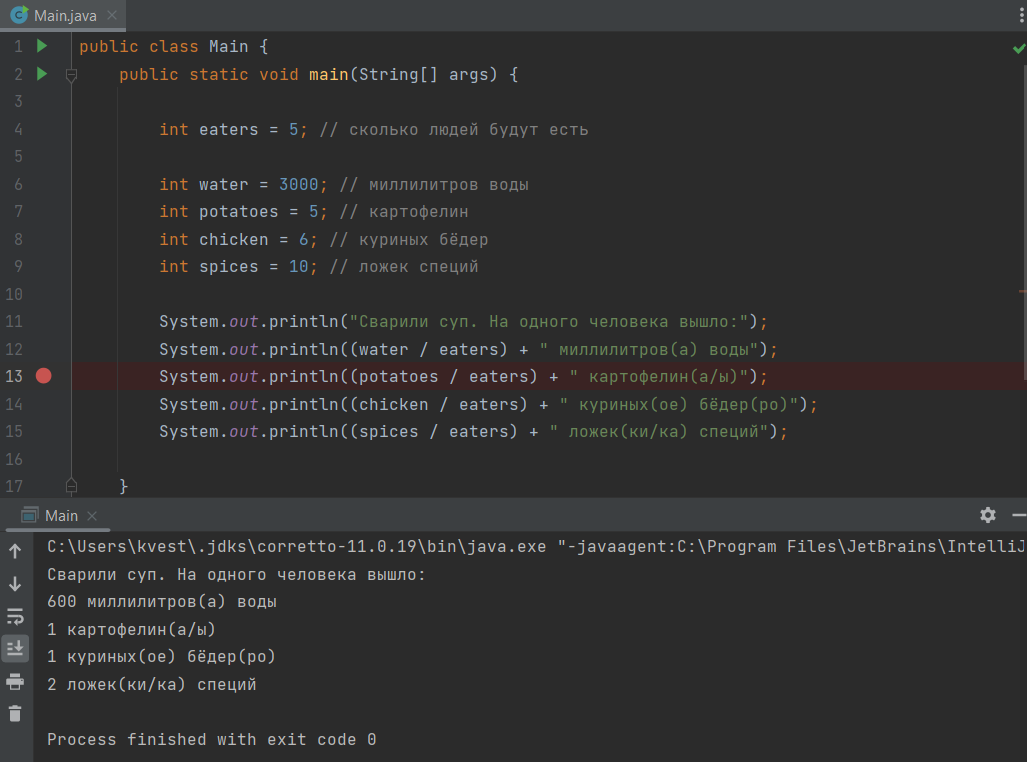 Main.java
1 public class Main {
2 public static void main(String[] args) {
3
4 int eaters = 5; // сколько людей будут есть
5
6 int water = 3000; // миллилитров воды
7 int potatoes = 5; // картофелин
8 int chicken = 6; // куриных бёдер
9 int spices = 10; // ложек специй
10
11 System.out.println("Сварили суп. На одного человека вышло:");
12 System.out.println((water / eaters) + " миллилитров(а) воды");
13 System.out.println((potatoes / eaters) + " картофелин(а/ы)");
14 System.out.println((chicken / eaters) + " куриных(ое) бёдер(ро)");
15 System.out.println((spices / eaters) + " ложек(ки/ка) специй");
16
17 }
Main
C:\Users\kvest\.jdks\corretto-11.0.19\bin\java.exe "-javaagent:C:\Program Files\JetBrains\IntelliJ
Сварили суп. На одного человека вышло:
600 миллилитров(а) воды
1 картофелин(а/ы)
1 куриных(ое) бёдер(ро)
2 ложек(ки/ка) специй
Process finished with exit code 0